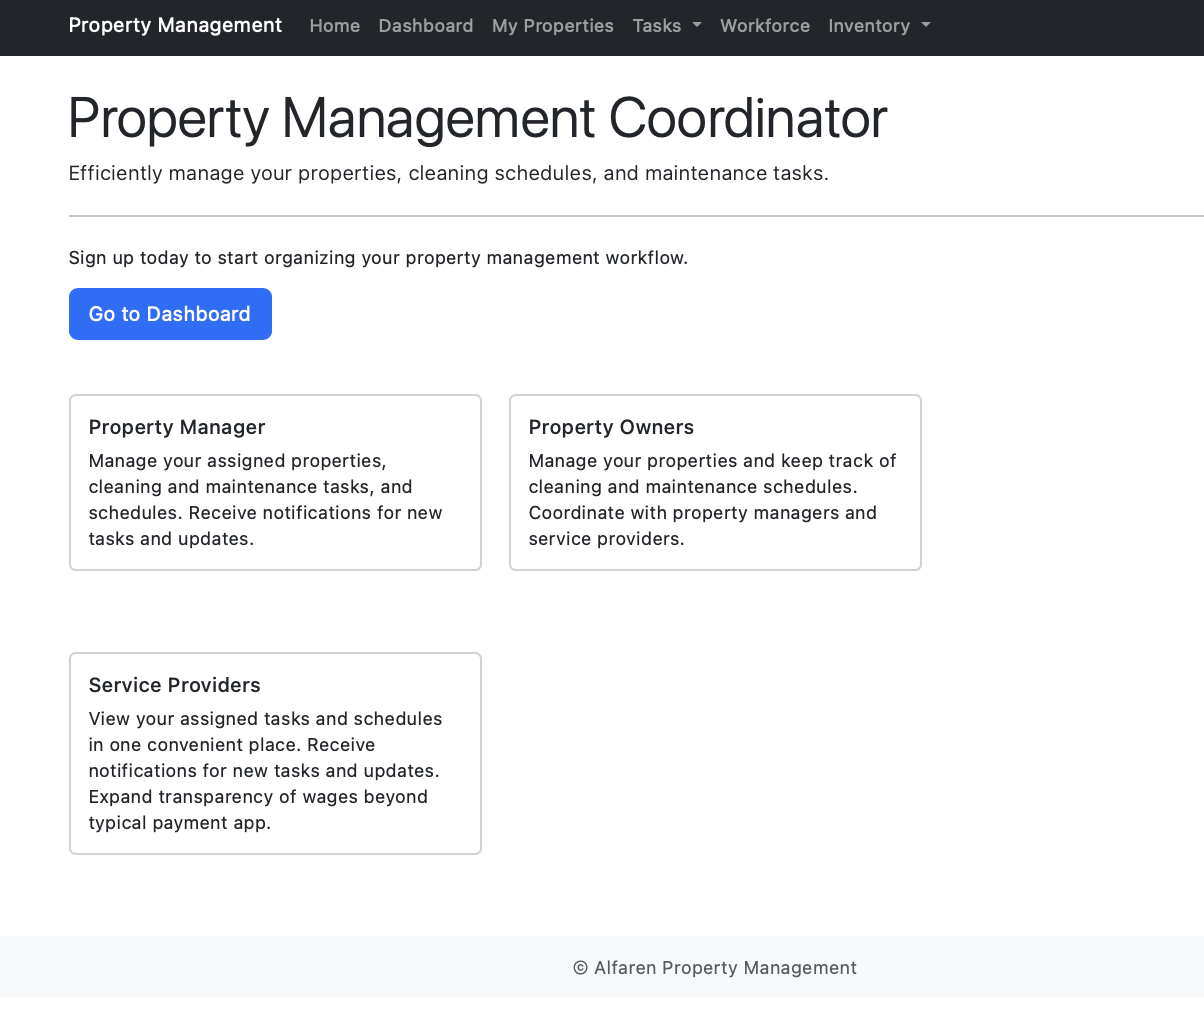 Property Management Home Dashboard My Properties Tasks Workforce Inventory
Property Management Coordinator
Efficiently manage your properties, cleaning schedules, and maintenance tasks.
Sign up today to start organizing your property management workflow.
Go to Dashboard
Property Manager
Manage your assigned properties,
cleaning and maintenance tasks, and
schedules. Receive notifications for new
tasks and updates.
Property Owners
Manage your properties and keep track of
cleaning and maintenance schedules.
Coordinate with property managers and
service providers.
Service Providers
View your assigned tasks and schedules
in one convenient place. Receive
notifications for new tasks and updates.
Expand transparency of wages beyond
typical payment app.
© Alfaren Property Management